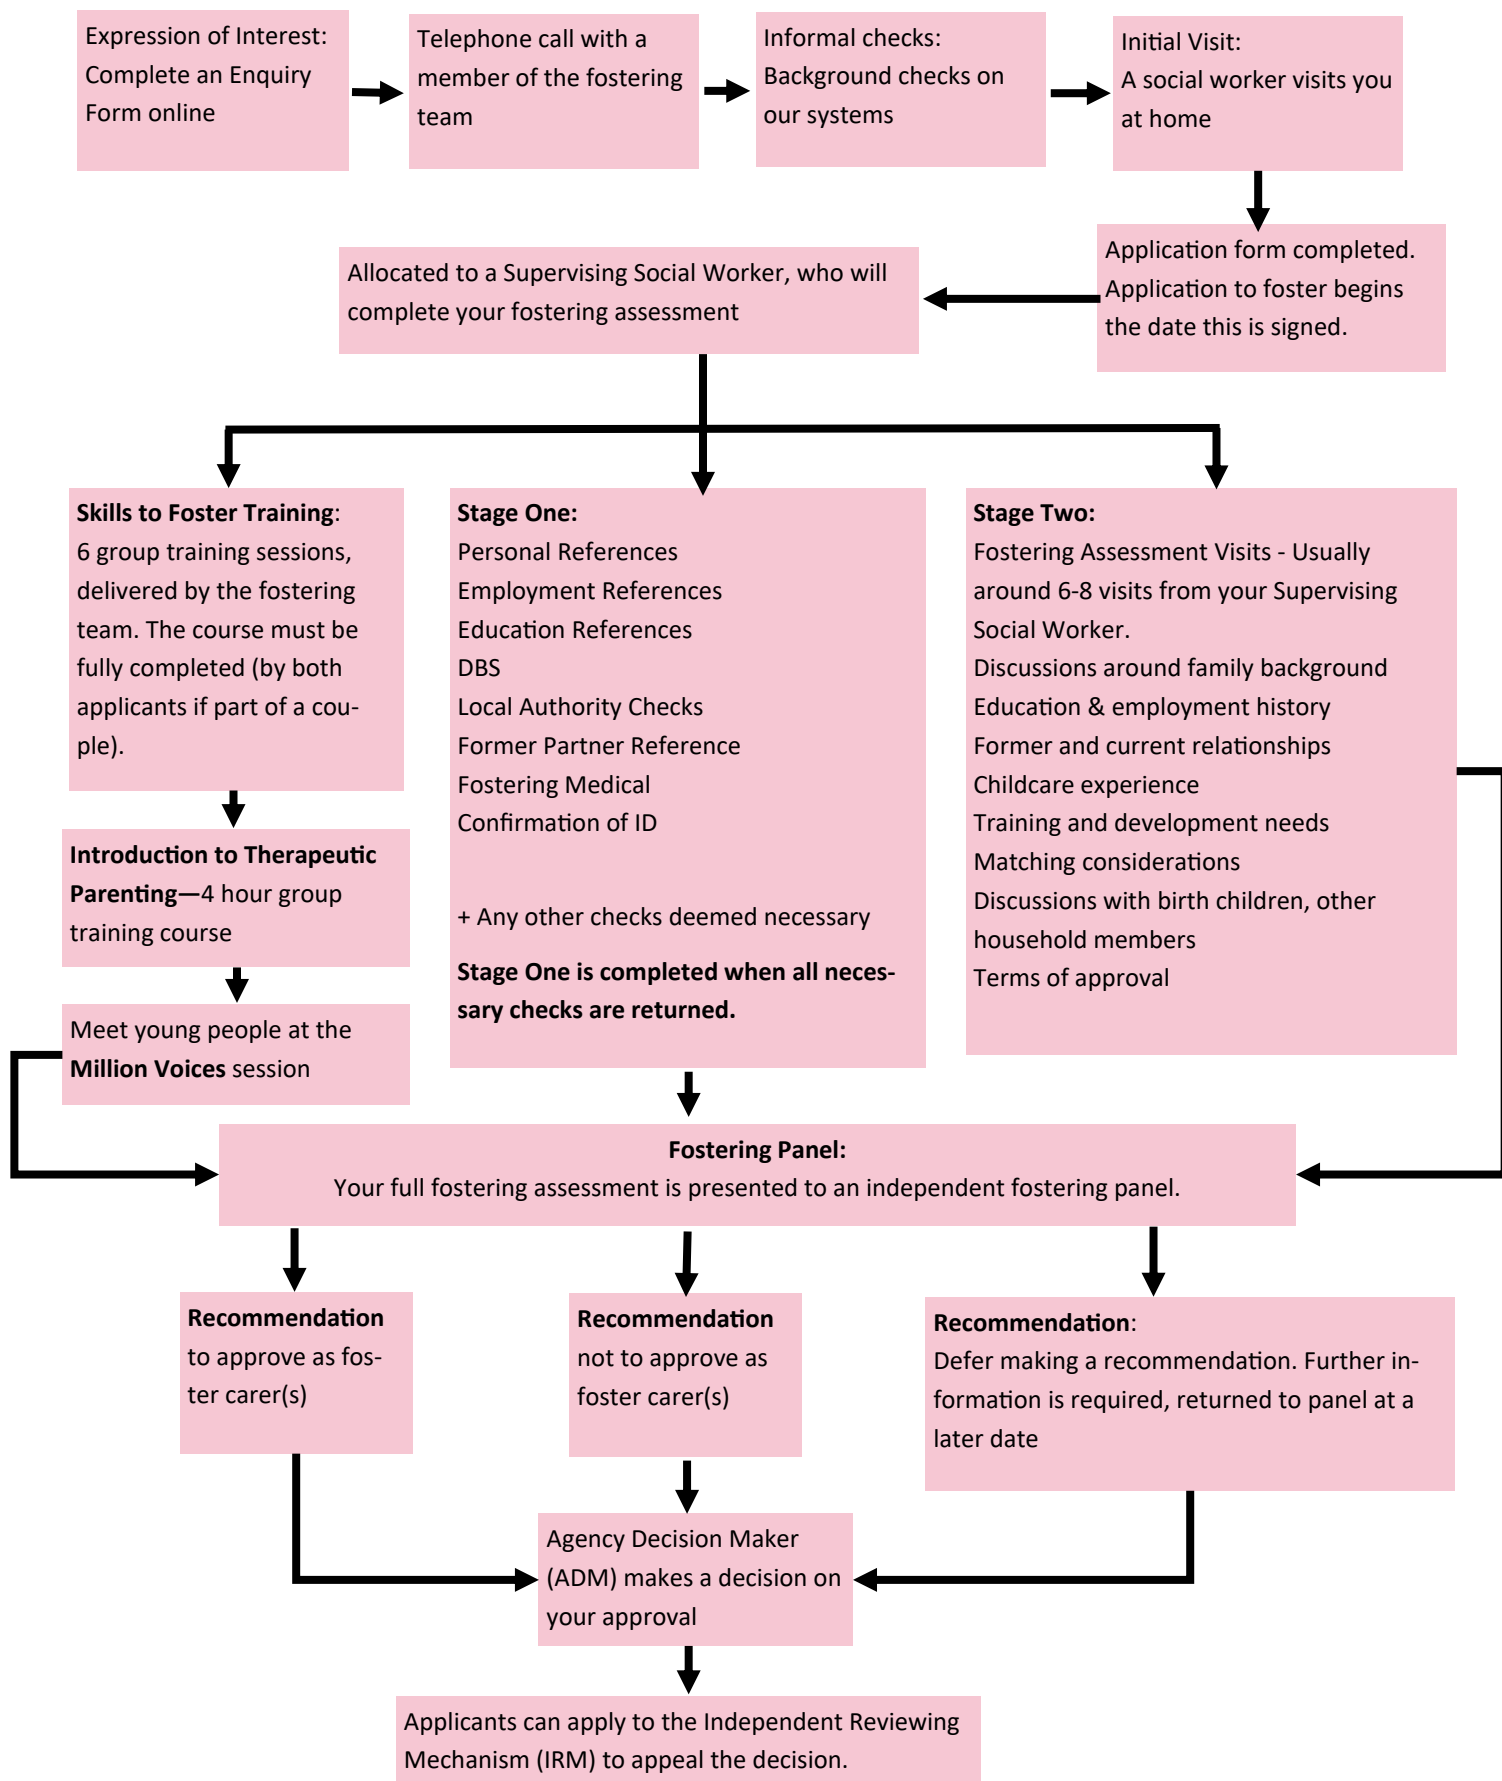 Expression of Interest:
Complete an Enquiry
Form online
Telephone call with a
member of the fostering
team
Informal checks:
Background checks on
our systems
Initial Visit:
A social worker visits you
at home
Application form completed.
Application to foster begins
the date this is signed.
Allocated to a Supervising Social Worker, who will
complete your fostering assessment
Skills to Foster Training:
6 group training sessions,
delivered by the fostering
team. The course must be
fully completed (by both
applicants if part of a cou-
ple).
Introduction to Therapeutic
Parenting—4 hour group
training course
Meet young people at the
Million Voices session
Stage One:
Personal References
Employment References
Education References
DBS
Local Authority Checks
Former Partner Reference
Fostering Medical
Confirmation of ID
+ Any other checks deemed necessary
Stage One is completed when all neces-
sary checks are returned.
Stage Two:
Fostering Assessment Visits - Usually
around 6-8 visits from your Supervising
Social Worker.
Discussions around family background
Education & employment history
Former and current relationships
Childcare experience
Training and development needs
Matching considerations
Discussions with birth children, other
household members
Terms of approval
Fostering Panel:
Your full fostering assessment is presented to an independent fostering panel.
Recommendation
to approve as fos-
ter carer(s)
Recommendation
not to approve as
foster carer(s)
Recommendation:
Defer making a recommendation. Further in-
formation is required, returned to panel at a
later date
Agency Decision Maker
(ADM) makes a decision on
your approval
Applicants can apply to the Independent Reviewing
Mechanism (IRM) to appeal the decision.